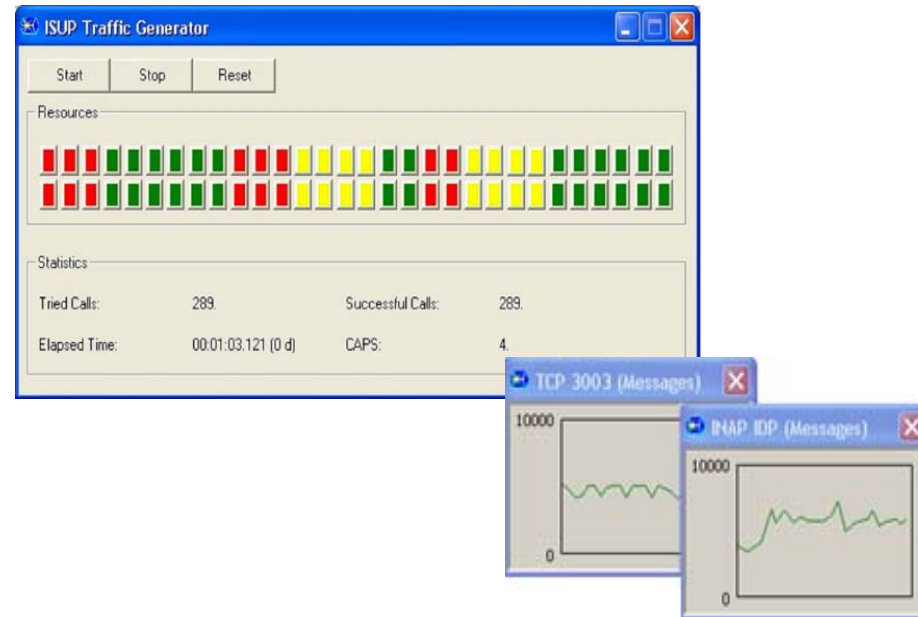 ISUP Traffic Generator
Start Stop Reset
Resources
Statistics
Tried Calls: 289. Successful Calls: 289.
Elapsed Time: 00:01:03.121 (0 d) CAPS: 4.
TCP 3003 (Messages)
10000
0
INAP IDP (Messages)
10000
0